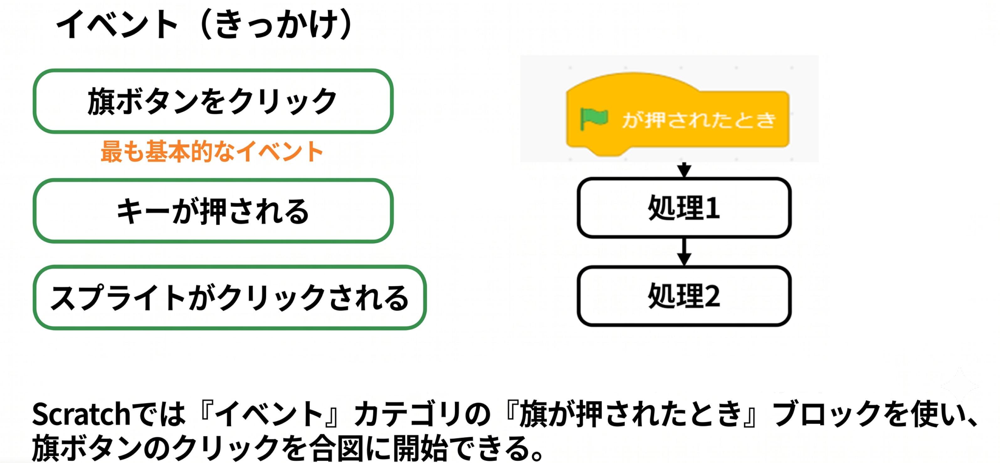 イベント（きっかけ）
旗ボタンをクリック
最も基本的なイベント
キーが押される
スプライトがクリックされる
が押されたとき
処理1
処理2
Scratchでは『イベント』カテゴリの『旗が押されたとき』ブロックを使い、
旗ボタンのクリックを合図に開始できる。